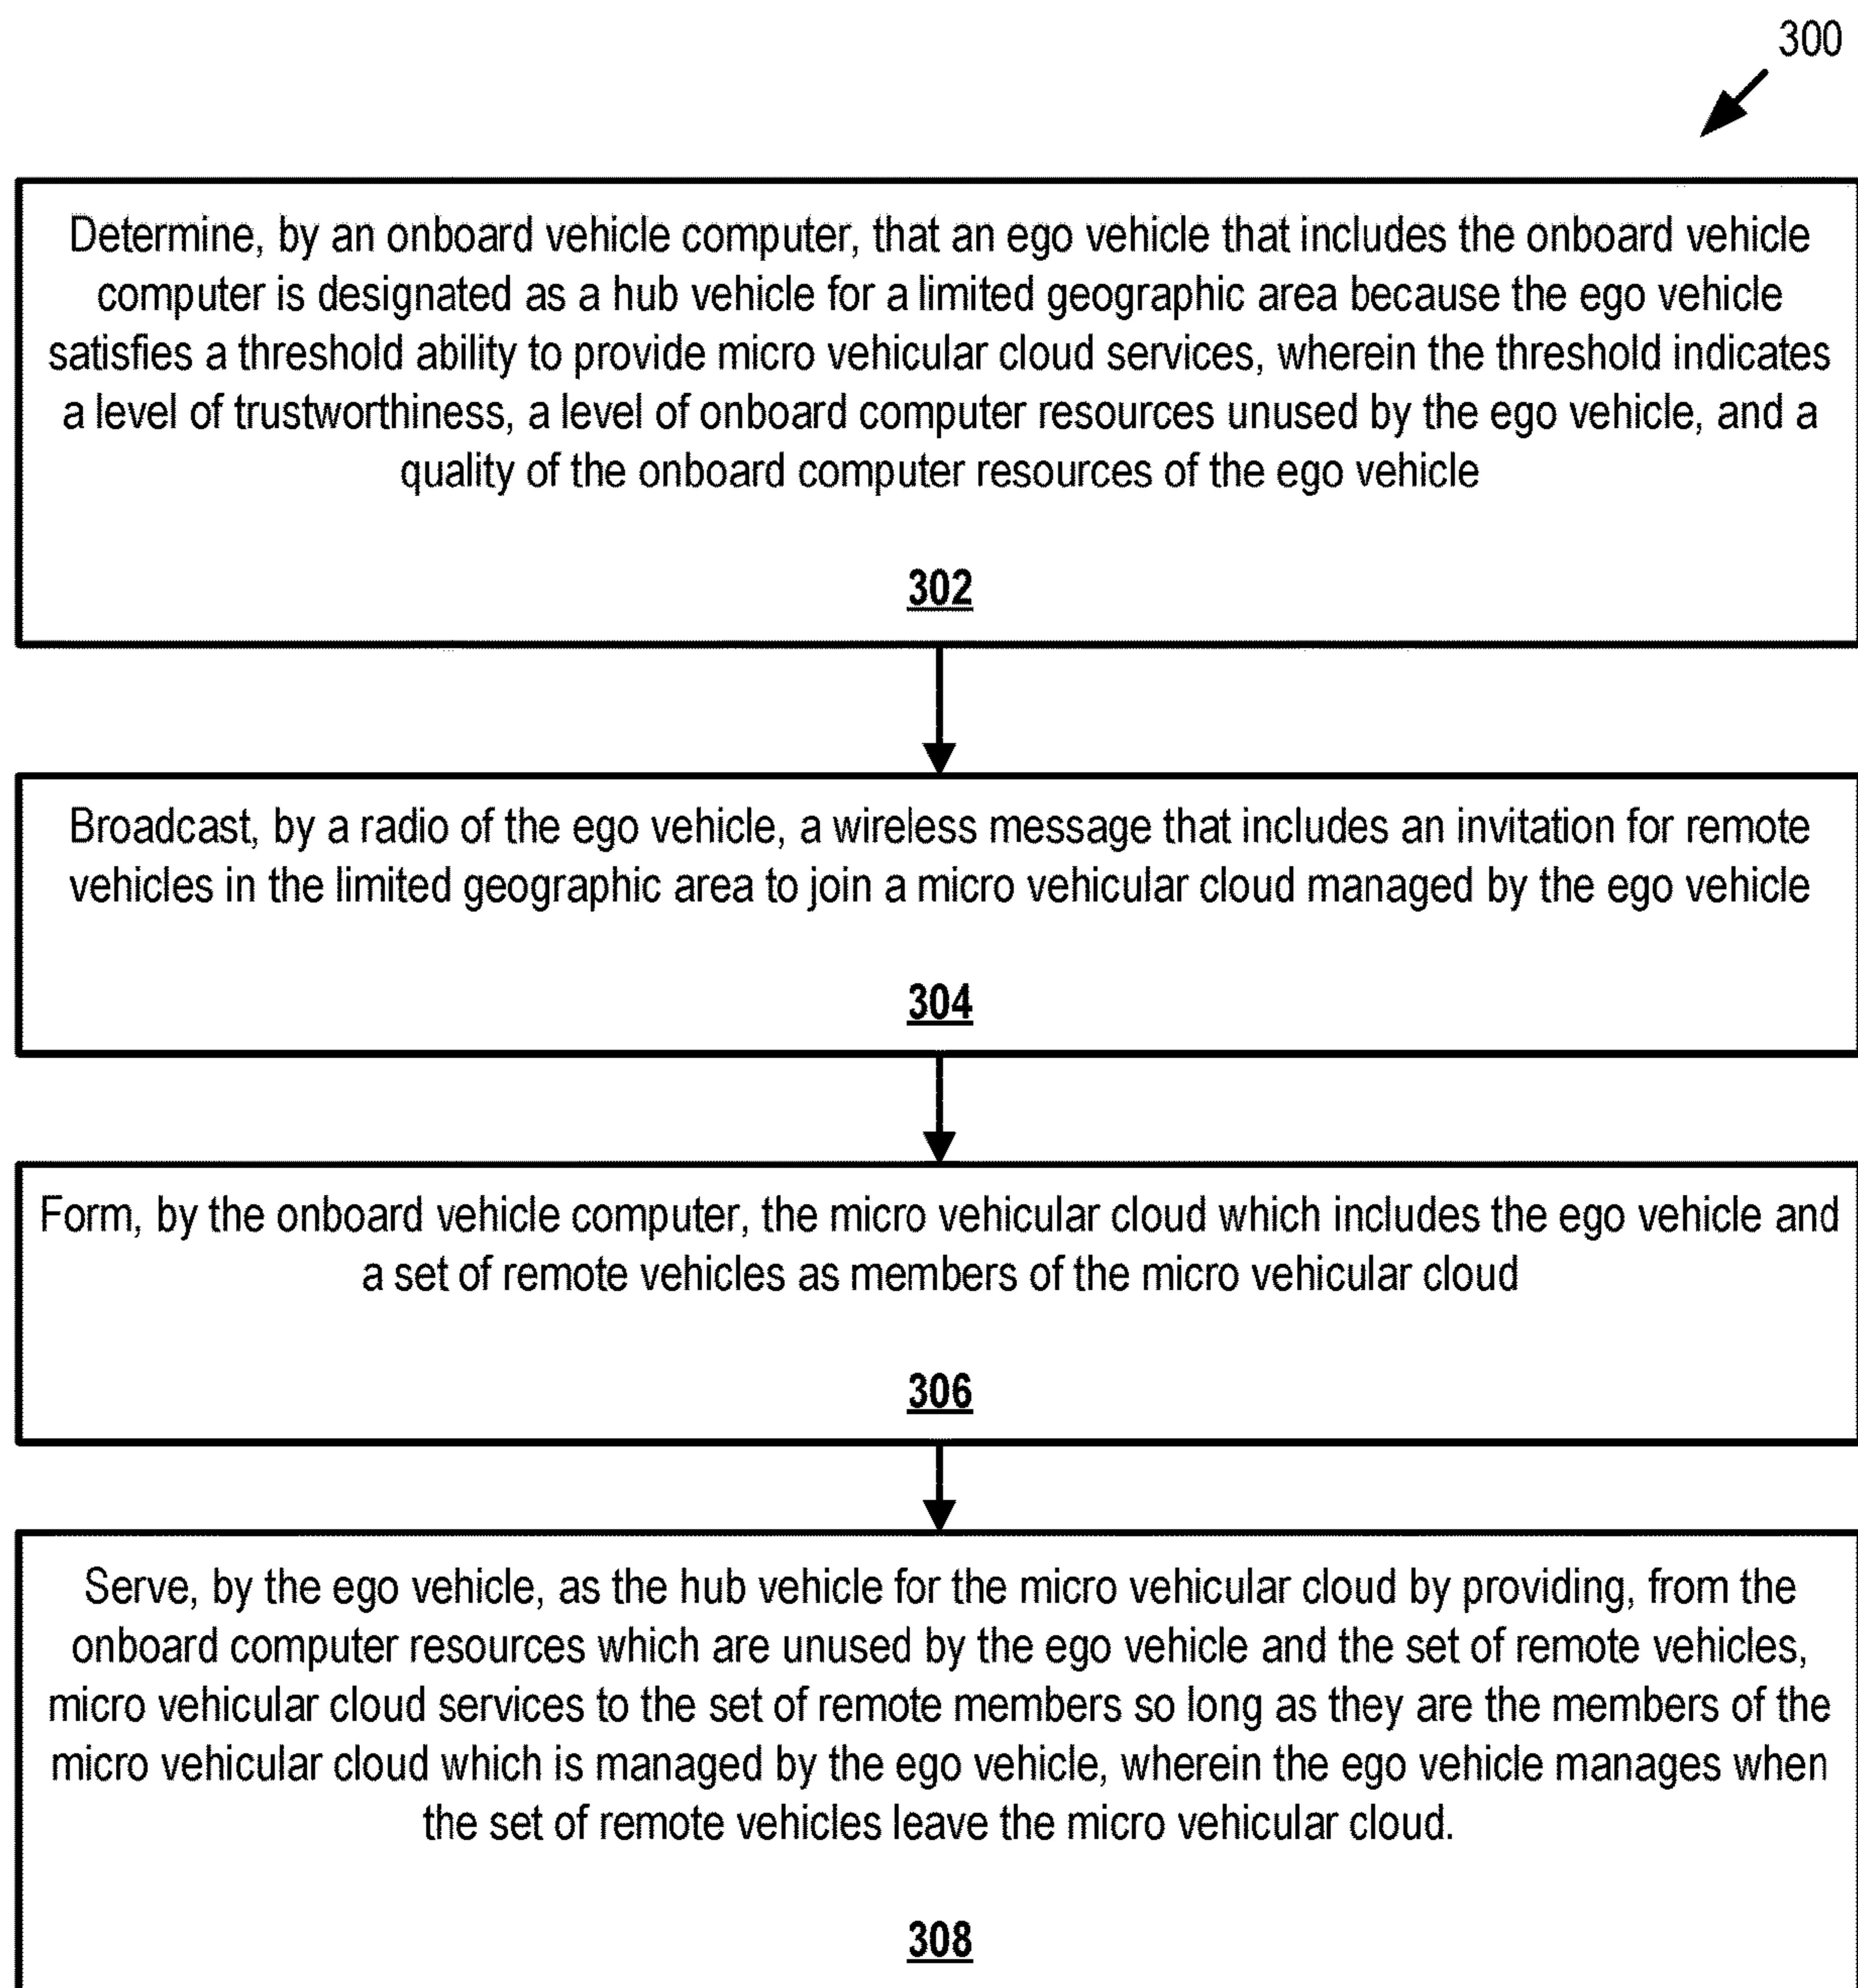 300
Determine, by an onboard vehicle computer, that an ego vehicle that includes the onboard vehicle
computer is designated as a hub vehicle for a limited geographic area because the ego vehicle
satisfies a threshold ability to provide micro vehicular cloud services, wherein the threshold indicates
a level of trustworthiness, a level of onboard computer resources unused by the ego vehicle, and a
quality of the onboard computer resources of the ego vehicle
302
Broadcast, by a radio of the ego vehicle, a wireless message that includes an invitation for remote
vehicles in the limited geographic area to join a micro vehicular cloud managed by the ego vehicle
304
Form, by the onboard vehicle computer, the micro vehicular cloud which includes the ego vehicle and
a set of remote vehicles as members of the micro vehicular cloud
306
Serve, by the ego vehicle, as the hub vehicle for the micro vehicular cloud by providing, from the
onboard computer resources which are unused by the ego vehicle and the set of remote vehicles,
micro vehicular cloud services to the set of remote members so long as they are the members of the
micro vehicular cloud which is managed by the ego vehicle, wherein the ego vehicle manages when
the set of remote vehicles leave the micro vehicular cloud.
308